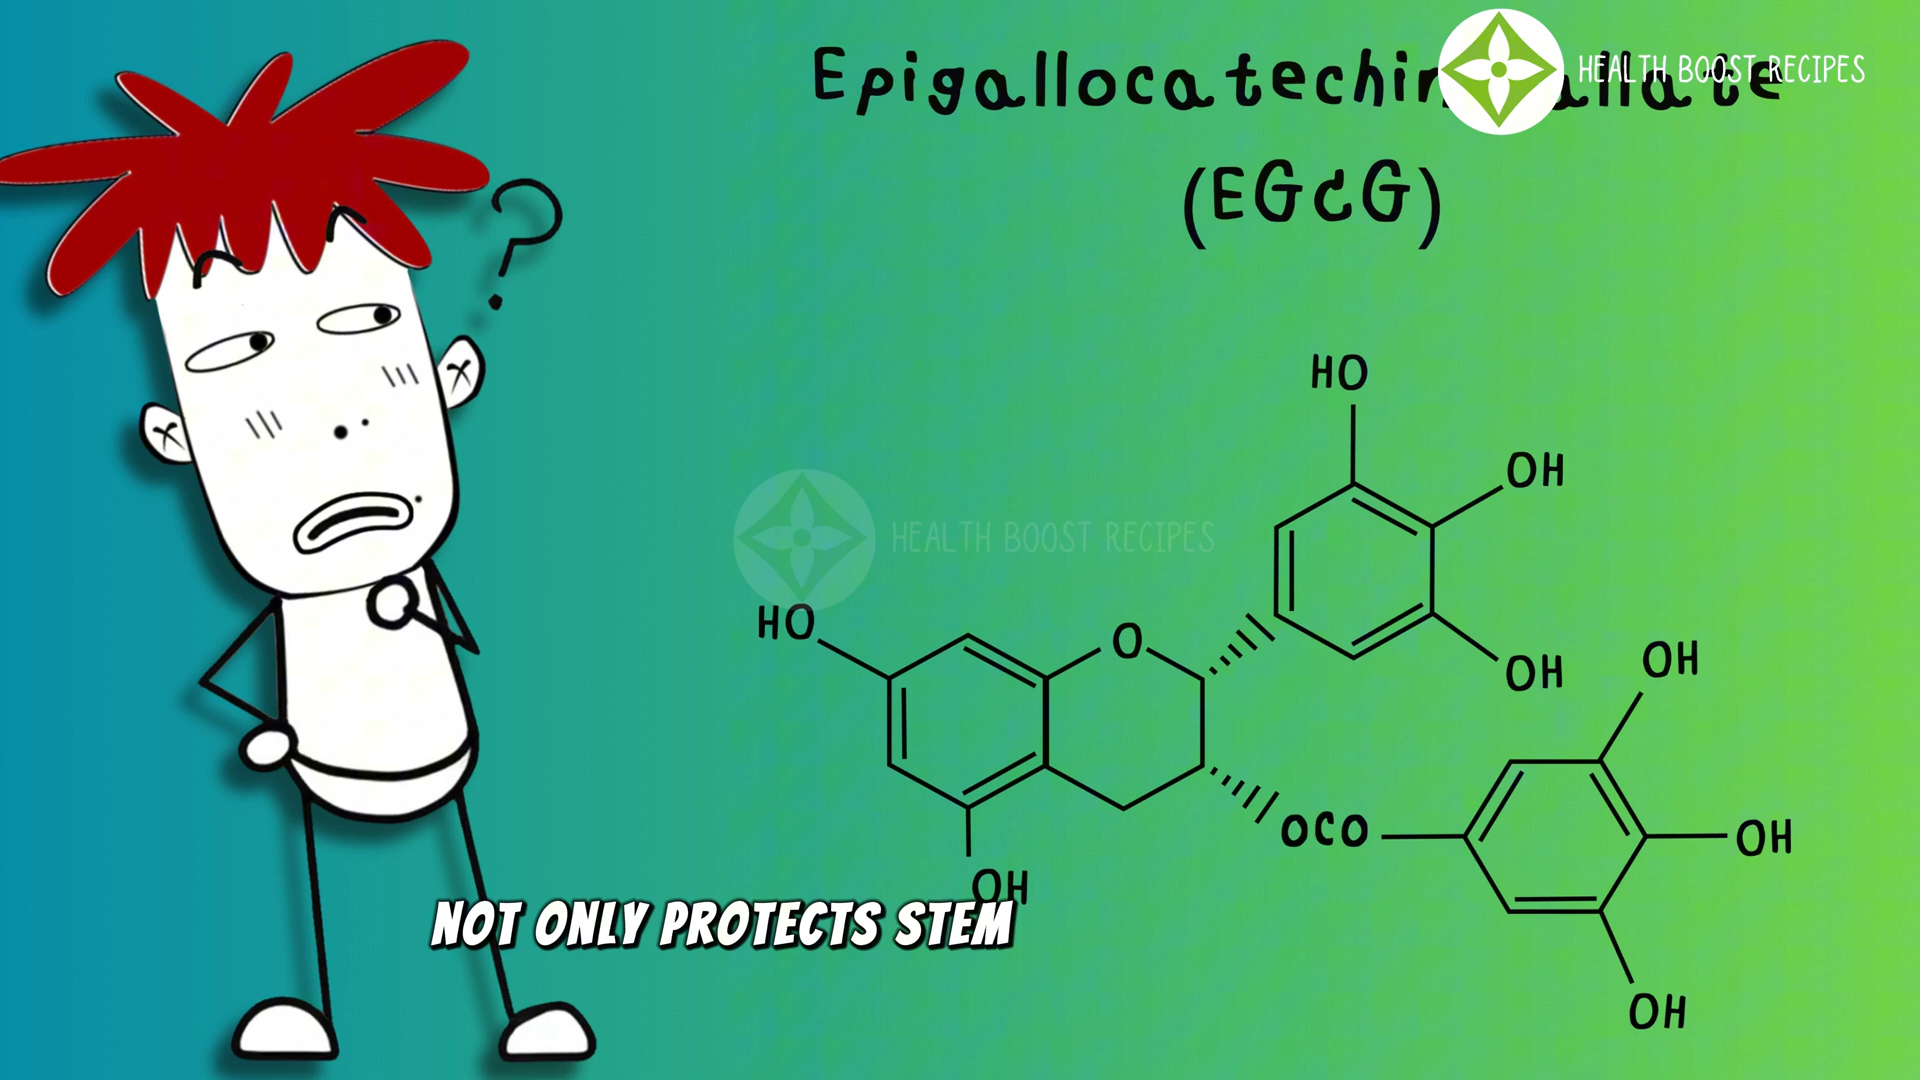 Epigallocatechin allate
HEALTH BOOST RECIPES
(EGCG)
HO
OH
HEALTH BOOST RECIPES
HO
O
OH
OH
OCO
OH
OH
NOT ONLY PROTECTS STEM
OH